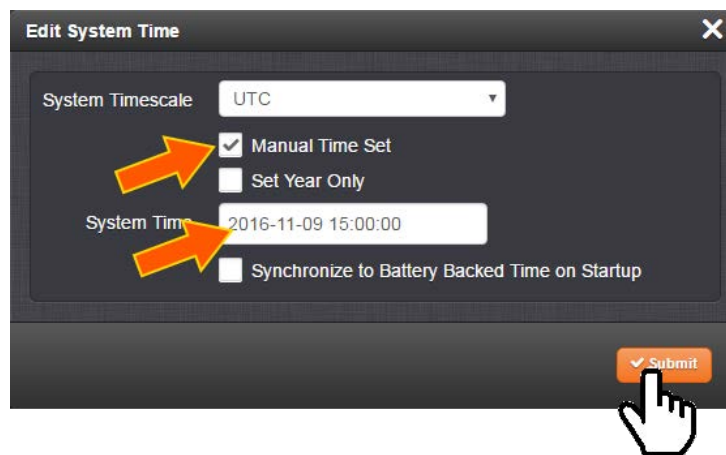 Edit System Time
System Timescale UTC
Manual Time Set
Set Year Only
System Time 2016-11-09 15:00:00
Synchronize to Battery Backed Time on Startup
Submit